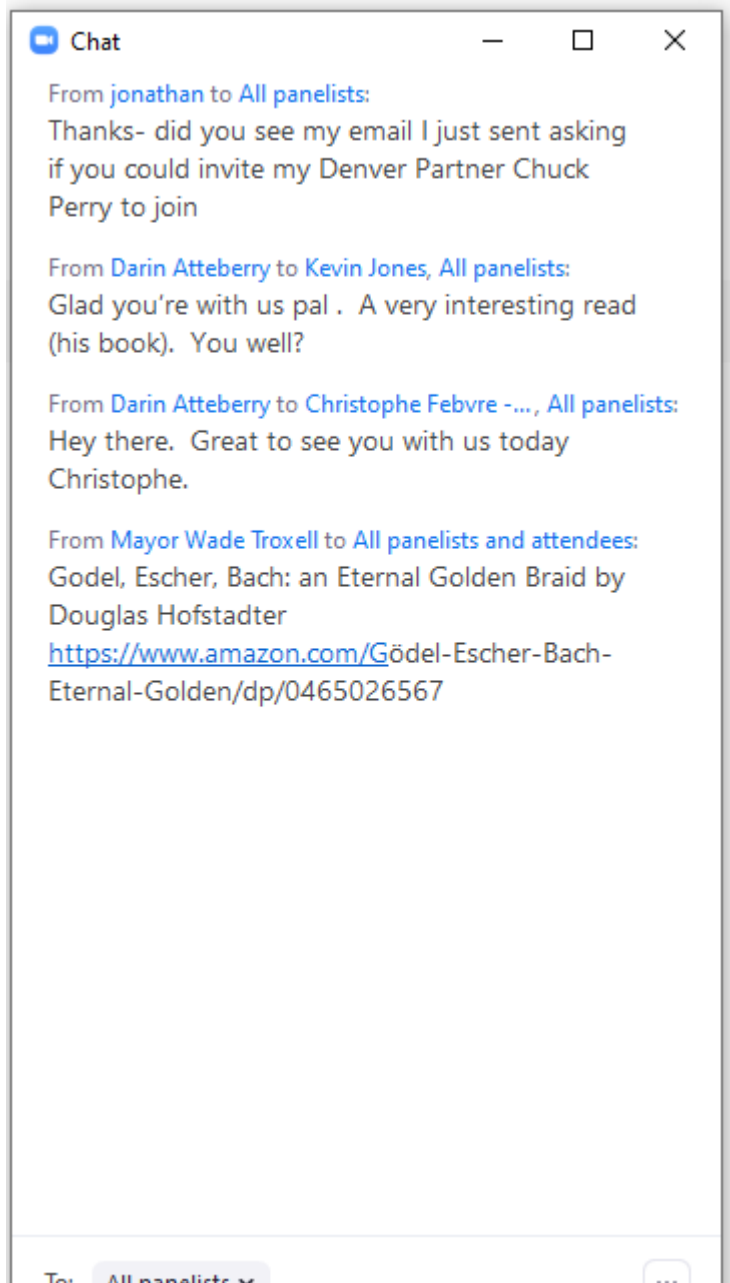 Chat
From jonathan to All panelists:
Thanks- did you see my email I just sent asking
if you could invite my Denver Partner Chuck
Perry to join
From Darin Atteberry to Kevin Jones, All panelists:
Glad you're with us pal .  A very interesting read
(his book).  You well?
From Darin Atteberry to Christophe Febvre -..., All panelists:
Hey there.  Great to see you with us today
Christophe.
From Mayor Wade Troxell to All panelists and attendees:
Godel, Escher, Bach: an Eternal Golden Braid by
Douglas Hofstadter
https://www.amazon.com/Gödel-Escher-Bach-
Eternal-Golden/dp/0465026567
To: All panelists